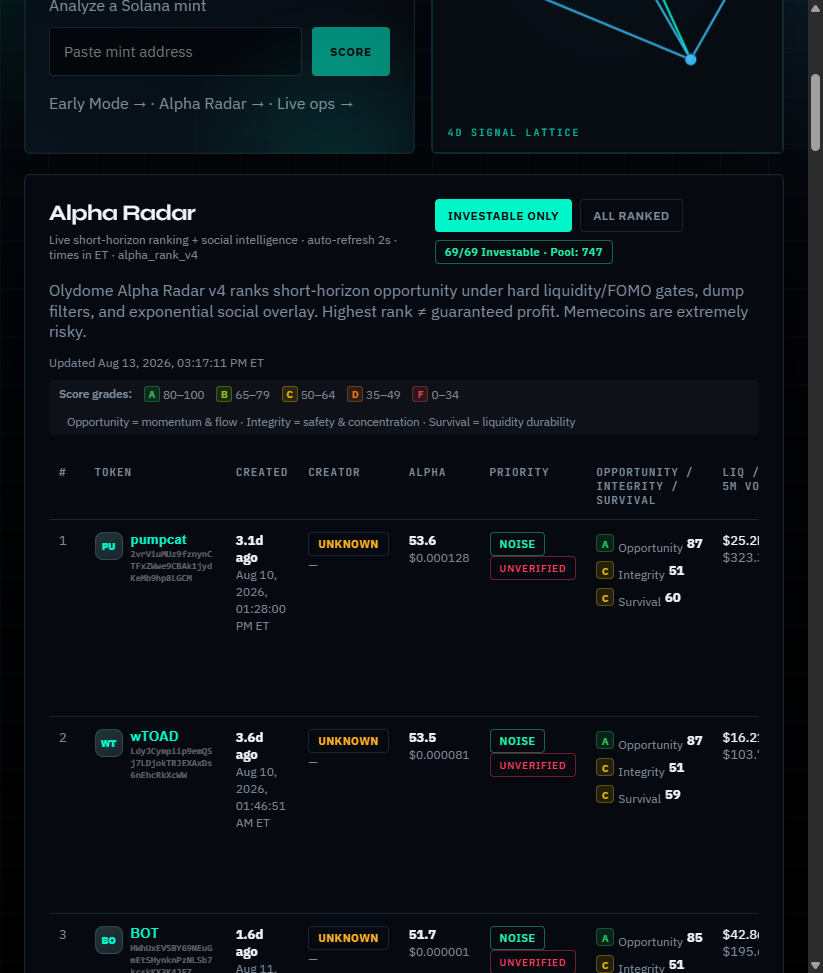 Analyze a Solana mint
Paste mint address
SCORE
Early Mode → · Alpha Radar → · Live ops →
4D SIGNAL LATTICE
Alpha Radar
Live short-horizon ranking + social intelligence · auto-refresh 2s ·
times in ET · alpha_rank_v4
INVESTABLE ONLY
ALL RANKED
69/69 Investable · Pool: 747
Olydome Alpha Radar v4 ranks short-horizon opportunity under hard liquidity/FOMO gates, dump
filters, and exponential social overlay. Highest rank ≠ guaranteed profit. Memecoins are extremely
risky.
Updated Aug 13, 2026, 03:17:11 PM ET
Score grades: A 80–100 B 65–79 C 50–64 D 35–49 F 0–34
Opportunity = momentum & flow · Integrity = safety & concentration · Survival = liquidity durability
# TOKEN CREATED CREATOR ALPHA PRIORITY OPPORTUNITY / LIQ /
INTEGRITY / 5M VO
SURVIVAL
1 PU pumpcat
3.1d
ago
Aug 10,
2026,
01:28:00
PM ET
UNKNOWN
—
53.6
$0.000128
NOISE
UNVERIFIED
A Opportunity 87
C Integrity 51
C Survival 60
$25.2
$323.
2 WT wTOAD
3.6d
ago
Aug 10,
2026,
01:46:51
AM ET
UNKNOWN
—
53.5
$0.000081
NOISE
UNVERIFIED
A Opportunity 87
C Integrity 51
C Survival 59
$16.2
$103.
3 BO BOT
1.6d
ago
Aug 11,
UNKNOWN
—
51.7
$0.000001
NOISE
UNVERIFIED
A Opportunity 85
C Integrity 51
$42.8
$195.